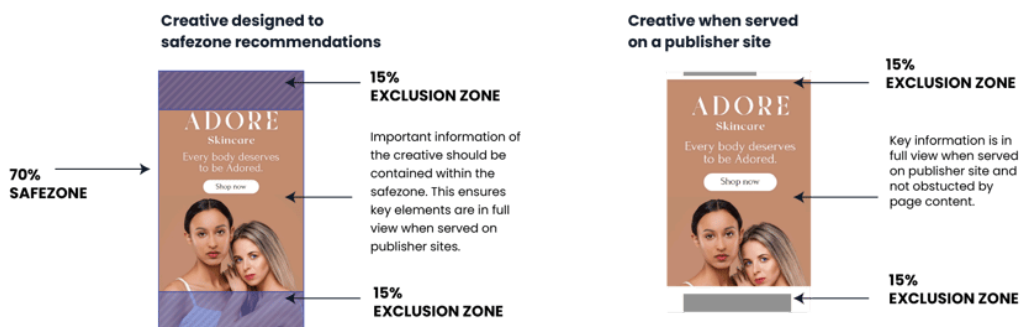 Creative designed to
safezone recommendations
15%
EXCLUSION ZONE
ADORE
Skincare
Every body deserves
to be Adored.
Shop now
70%
SAFEZONE
Important information of
the creative should be
contained within the
safezone. This ensures
key elements are in full
view when served on
publisher sites.
15%
EXCLUSION ZONE
Creative when served
on a publisher site
15%
EXCLUSION ZONE
ADORE
Skincare
Every body deserves
to be Adored.
Shop now
Key information is in
full view when served
on publisher site and
not obstucted by
page content.
15%
EXCLUSION ZONE